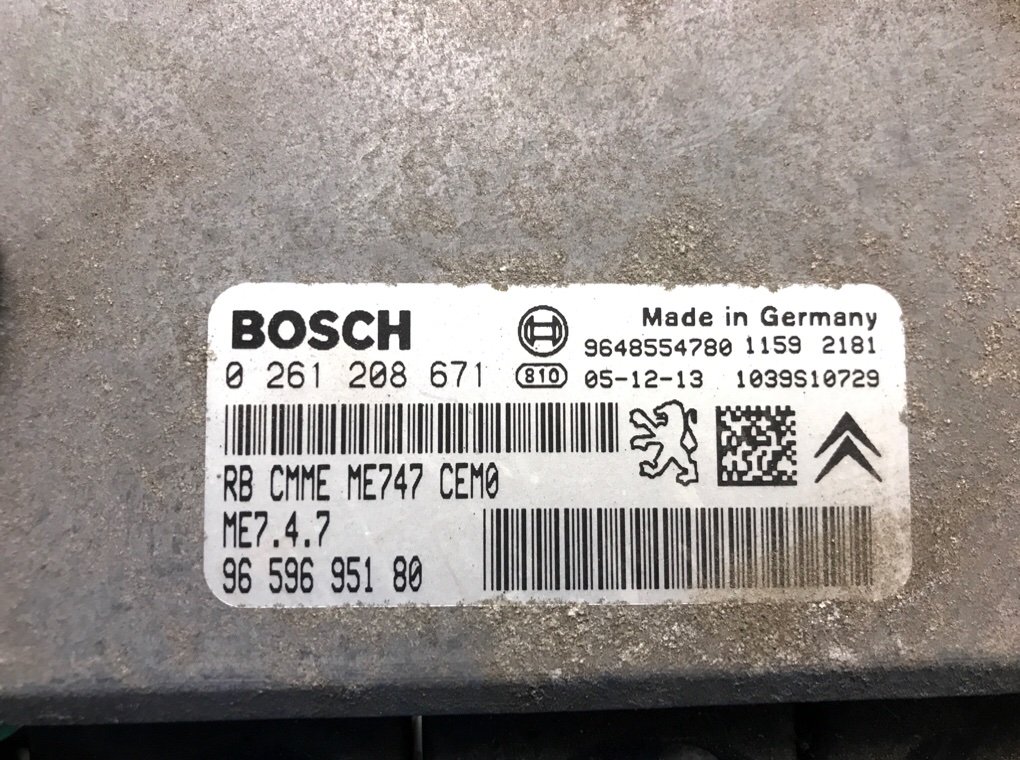 BOSCH
Made in Germany
9648554780 1159 2181
0 261 208 671 810 05-12-13 1039S10729
RB CMME ME747 CEM0
ME7.4.7
96 596 951 80